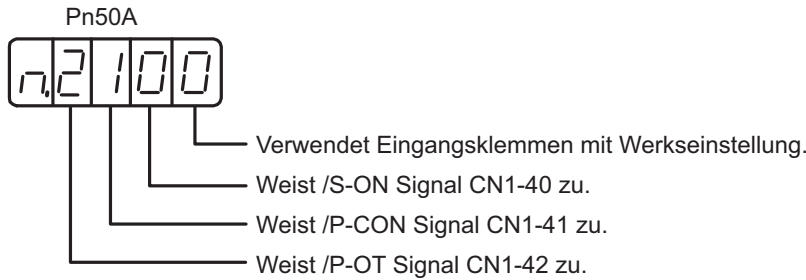 Pn50A
n.2100
Verwendet Eingangsklemmen mit Werkseinstellung.
Weist /S-ON Signal CN1-40 zu.
Weist /P-CON Signal CN1-41 zu.
Weist /P-OT Signal CN1-42 zu.